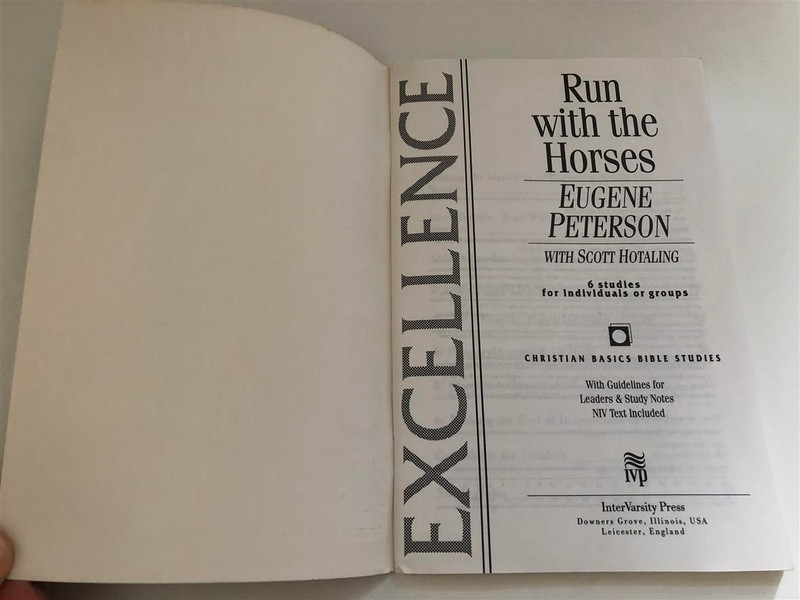 EXCELLENCE
Run
with the
Horses
EUGENE
PETERSON
WITH SCOTT HOTALING
6 studies
for individuals or groups
CHRISTIAN BASICS BIBLE STUDIES
With Guidelines for
Leaders & Study Notes
NIV Text Included
ivp
InterVarsity Press
Downers Grove, Illinois, USA
Leicester, England